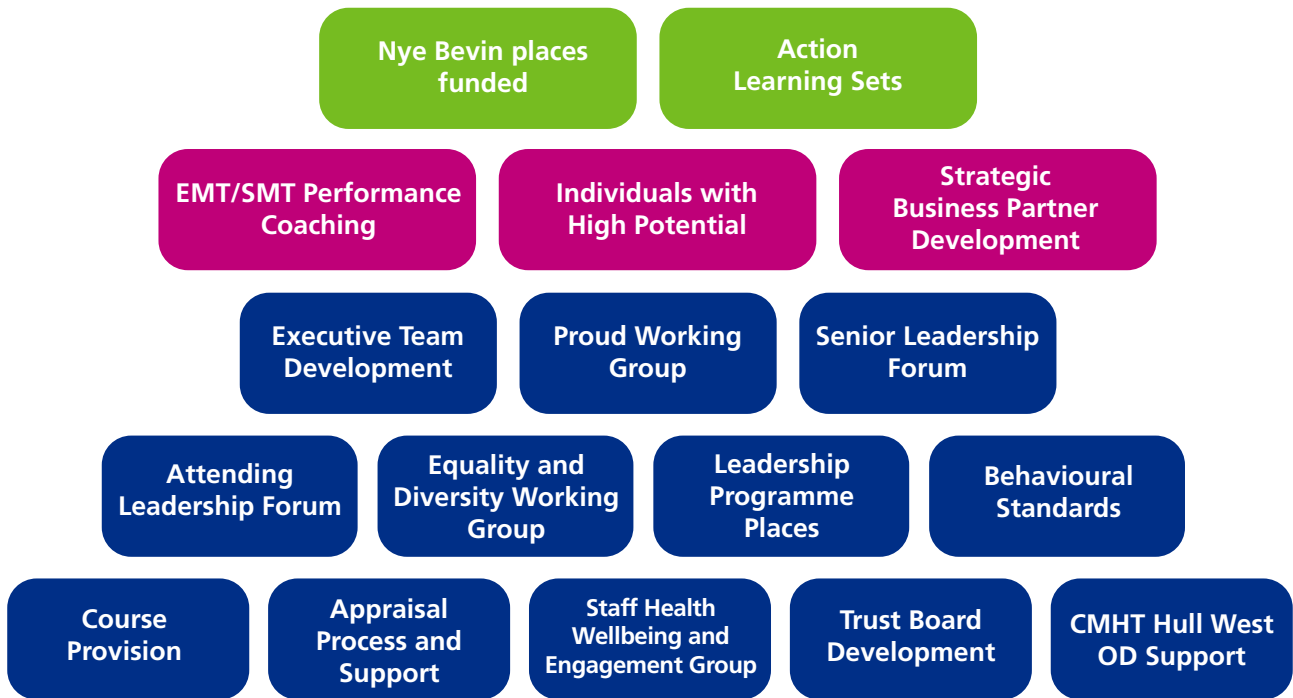 Nye Bevin places
funded
Action
Learning Sets
EMT/SMT Performance
Coaching
Individuals with
High Potential
Strategic
Business Partner
Development
Executive Team
Development
Proud Working
Group
Senior Leadership
Forum
Attending
Leadership Forum
Equality and
Diversity Working
Group
Leadership
Programme
Places
Behavioural
Standards
Course
Provision
Appraisal
Process and
Support
Staff Health
Wellbeing and
Engagement Group
Trust Board
Development
CMHT Hull West
OD Support